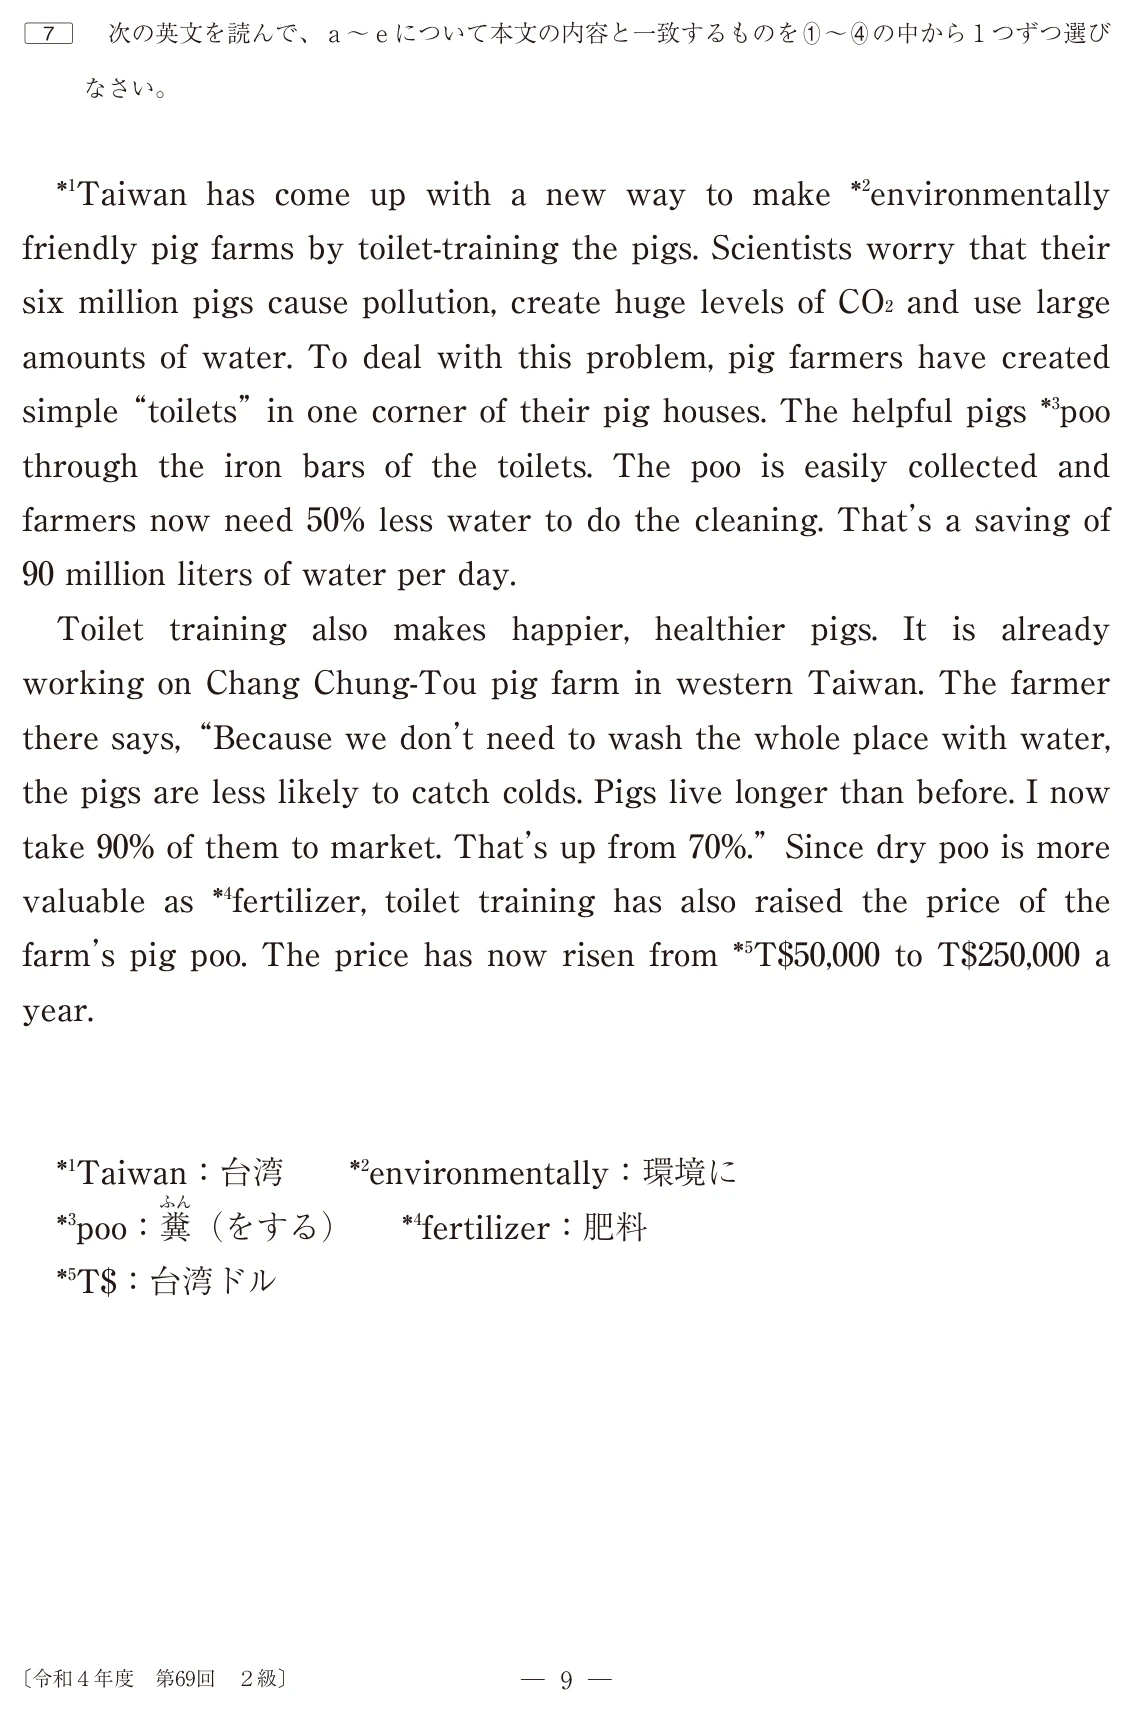 7 次の英文を読んで、a～eについて本文の内容と一致するものを①～④の中から１つずつ選び
なさい。
*1Taiwan has come up with a new way to make *2environmentally
friendly pig farms by toilet-training the pigs. Scientists worry that their
six million pigs cause pollution, create huge levels of CO2 and use large
amounts of water. To deal with this problem, pig farmers have created
simple “toilets” in one corner of their pig houses. The helpful pigs *3poo
through the iron bars of the toilets. The poo is easily collected and
farmers now need 50% less water to do the cleaning. That’s a saving of
90 million liters of water per day.
Toilet training also makes happier, healthier pigs. It is already
working on Chang Chung-Tou pig farm in western Taiwan. The farmer
there says, “Because we don’t need to wash the whole place with water,
the pigs are less likely to catch colds. Pigs live longer than before. I now
take 90% of them to market. That’s up from 70%.” Since dry poo is more
valuable as *4fertilizer, toilet training has also raised the price of the
farm’s pig poo. The price has now risen from *5T$50,000 to T$250,000 a
year.
*1Taiwan：台湾 *2environmentally：環境に
ふん
*3poo：糞（をする） *4fertilizer：肥料
*5T$：台湾ドル
〔令和４年度 第69回 ２級〕 ― 9 ―